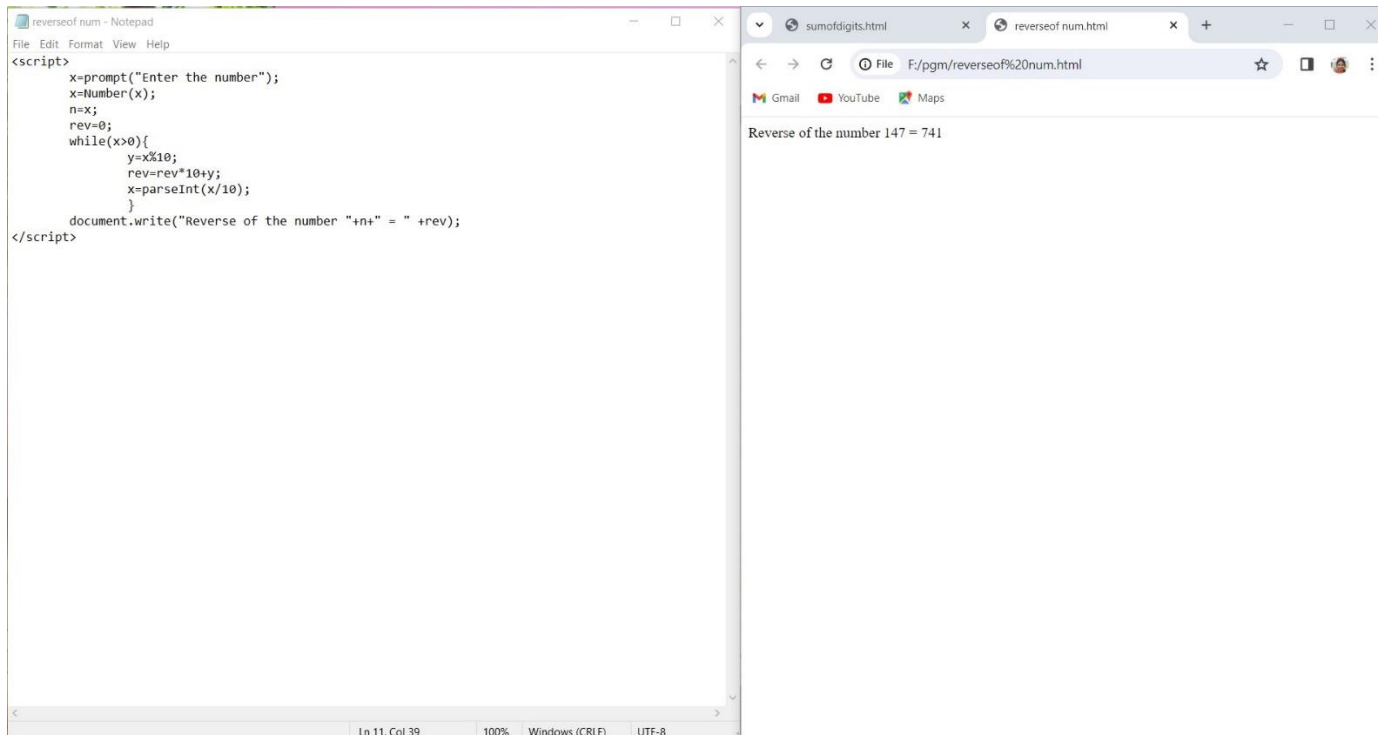 reverseof num - Notepad
File Edit Format View Help
<script>
x=prompt("Enter the number");
x=Number(x);
n=x;
rev=0;
while(x>0){
y=x%10;
rev=rev*10+y;
x=parseInt(x/10);
}
document.write("Reverse of the number "+n+" = " +rev);
</script>
Ln 11, Col 39 100% Windows (CRLF) UTF-8
sumofdigits.html reverseof num.html
File F:/pgm/reverseof%20num.html
Gmail YouTube Maps
Reverse of the number 147 = 741